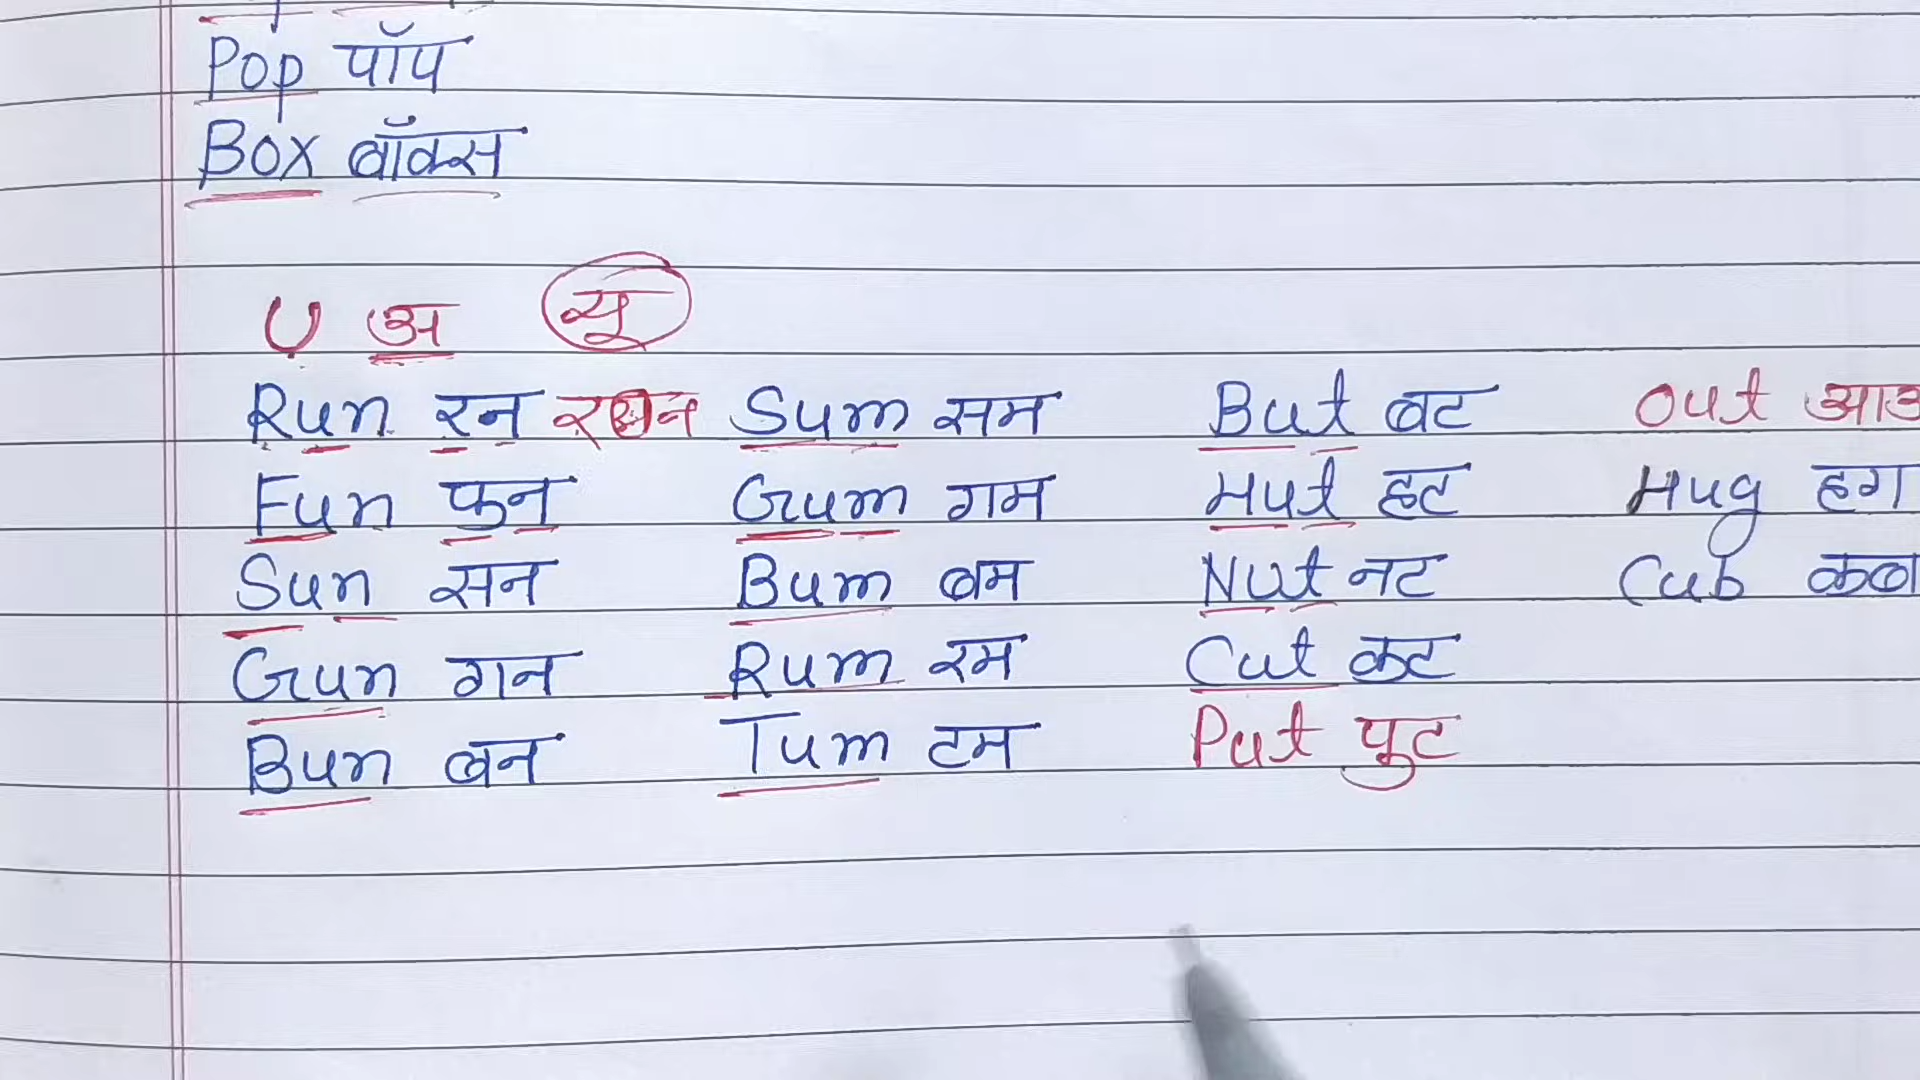 Pop पॉप
Box बॉक्स
U अ यू
Run रन Sum सम But बट Out
Fun फन Gum गम Hut हट Hug हग
Sun सन Bum बम Nut नट Cub कब
Gun गन Rum रम Cut कट
Bun बन Tum टम Put पुट